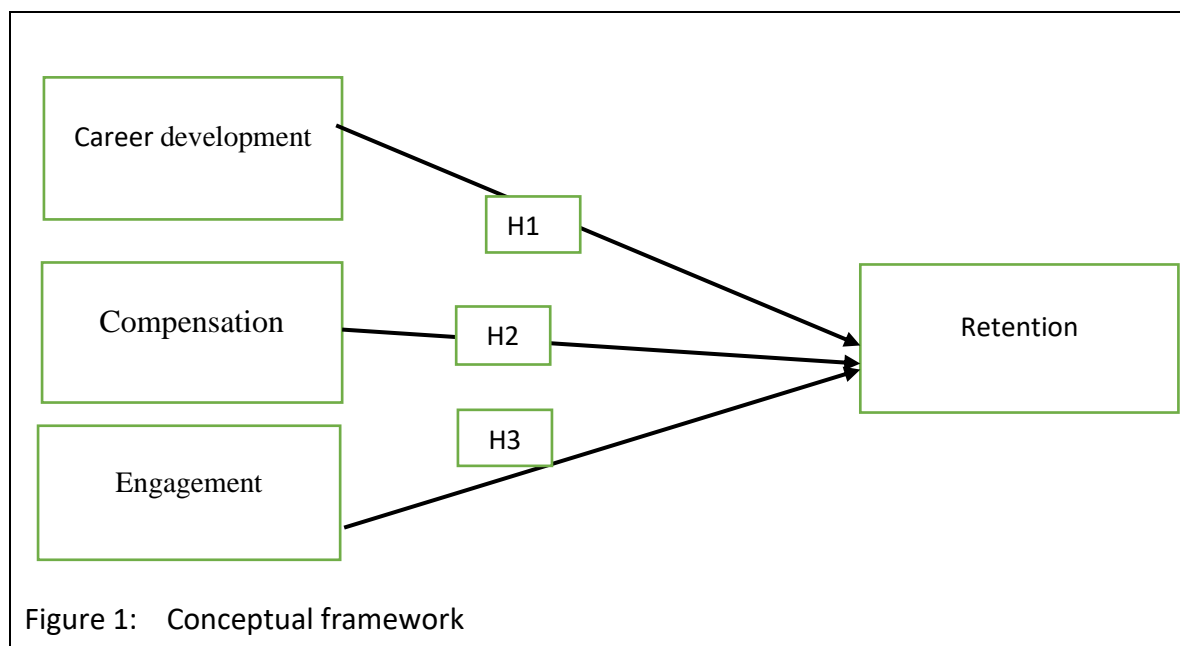 Career development
H1
Compensation
H2
Retention
H3
Engagement
Figure 1: Conceptual framework